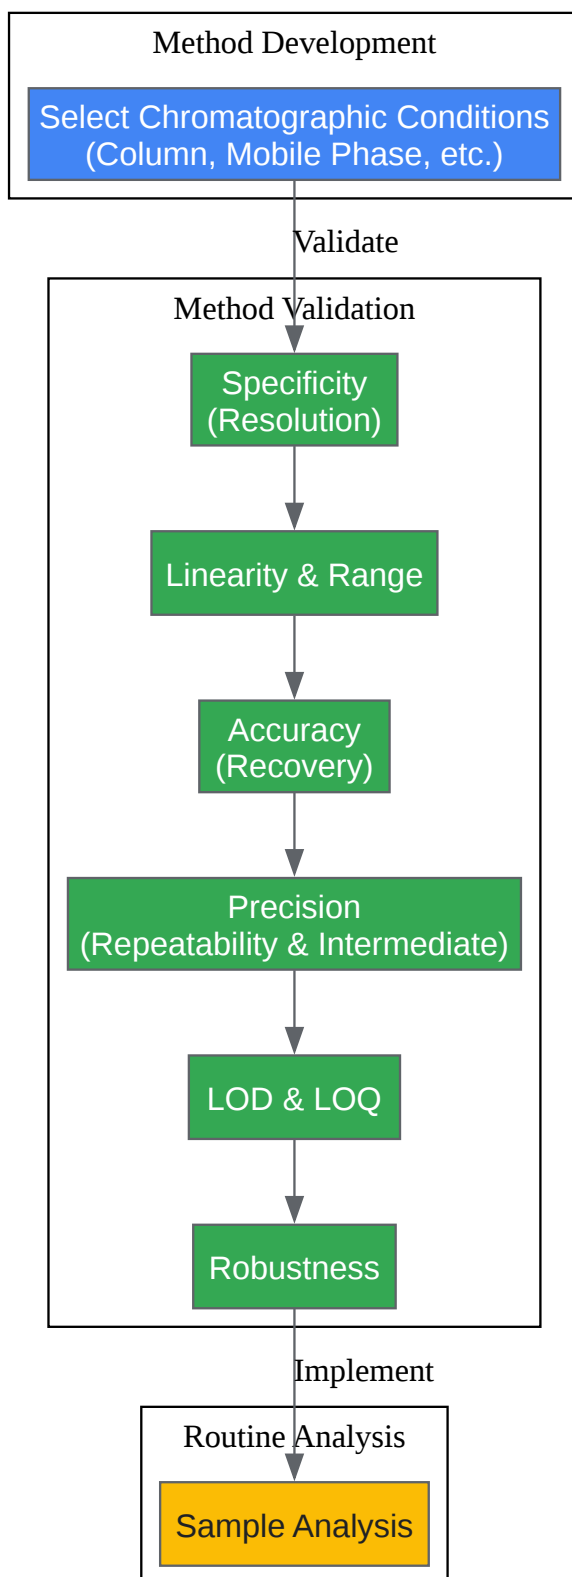 Method Development
Select Chromatographic Conditions
(Column, Mobile Phase, etc.)
Validate
Method Validation
Specificity
(Resolution)
Linearity & Range
Accuracy
(Recovery)
Precision
(Repeatability & Intermediate)
LOD & LOQ
Robustness
Implement
Routine Analysis
Sample Analysis